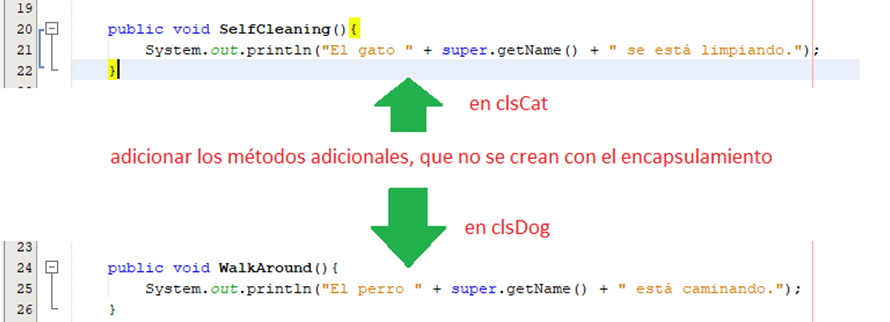 19
20 public void SelfCleaning(){
21 System.out.println("El gato " + super.getName() + " se está limpiando.");
22 }
en clsCat
adicionar los métodos adicionales, que no se crean con el encapsulamiento
en clsDog
23
24 public void WalkAround(){
25 System.out.println("El perro " + super.getName() + " está caminando.");
26 }